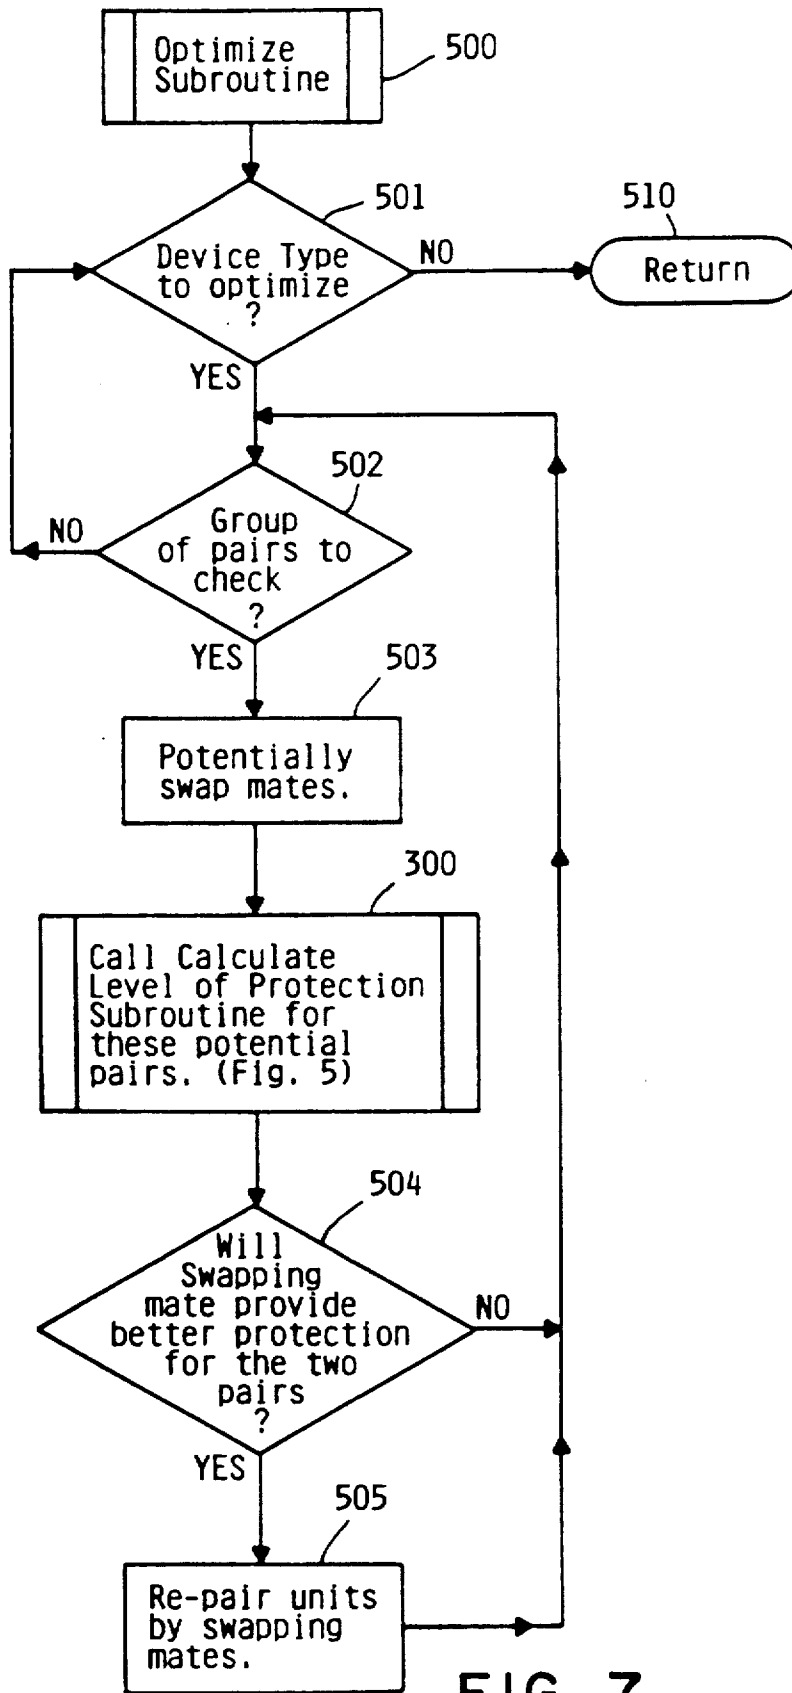 Optimize
Subroutine
500
501
Device Type
to optimize
?
NO
510
Return
YES
502
Group
of pairs to
check
?
NO
YES
503
Potentially
swap mates.
300
Call Calculate
Level of Protection
Subroutine for
these potential
pairs. (Fig. 5)
504
Will
Swapping
mate provide
better protection
for the two
pairs
?
NO
YES
505
Re-pair units
by swapping
mates.
FIG. 7